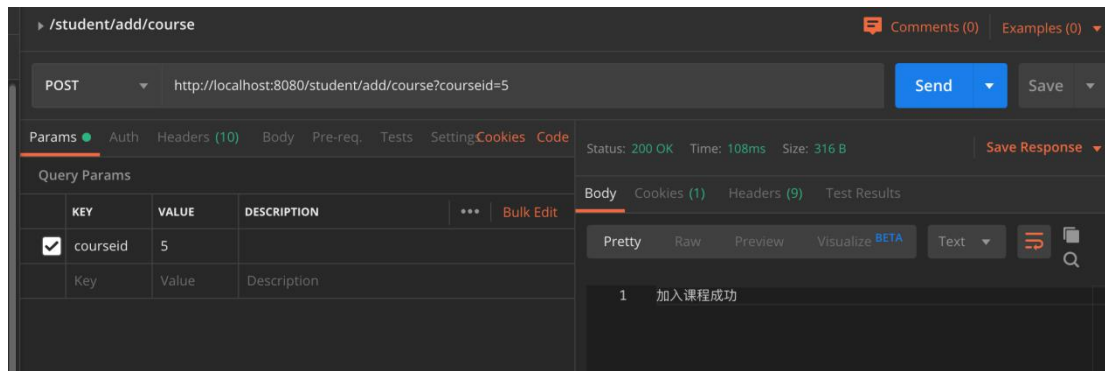 /student/add/course
Comments (0) Examples (0)
POST http://localhost:8080/student/add/course?courseid=5 Send Save
Params Auth Headers (10) Body Pre-req. Tests Settings Cookies Code
Status: 200 OK Time: 108ms Size: 316 B Save Response
Query Params
Body Cookies (1) Headers (9) Test Results
KEY VALUE DESCRIPTION ••• Bulk Edit
courseid 5
Pretty Raw Preview Visualize BETA Text
Key Value Description
1 加入课程成功